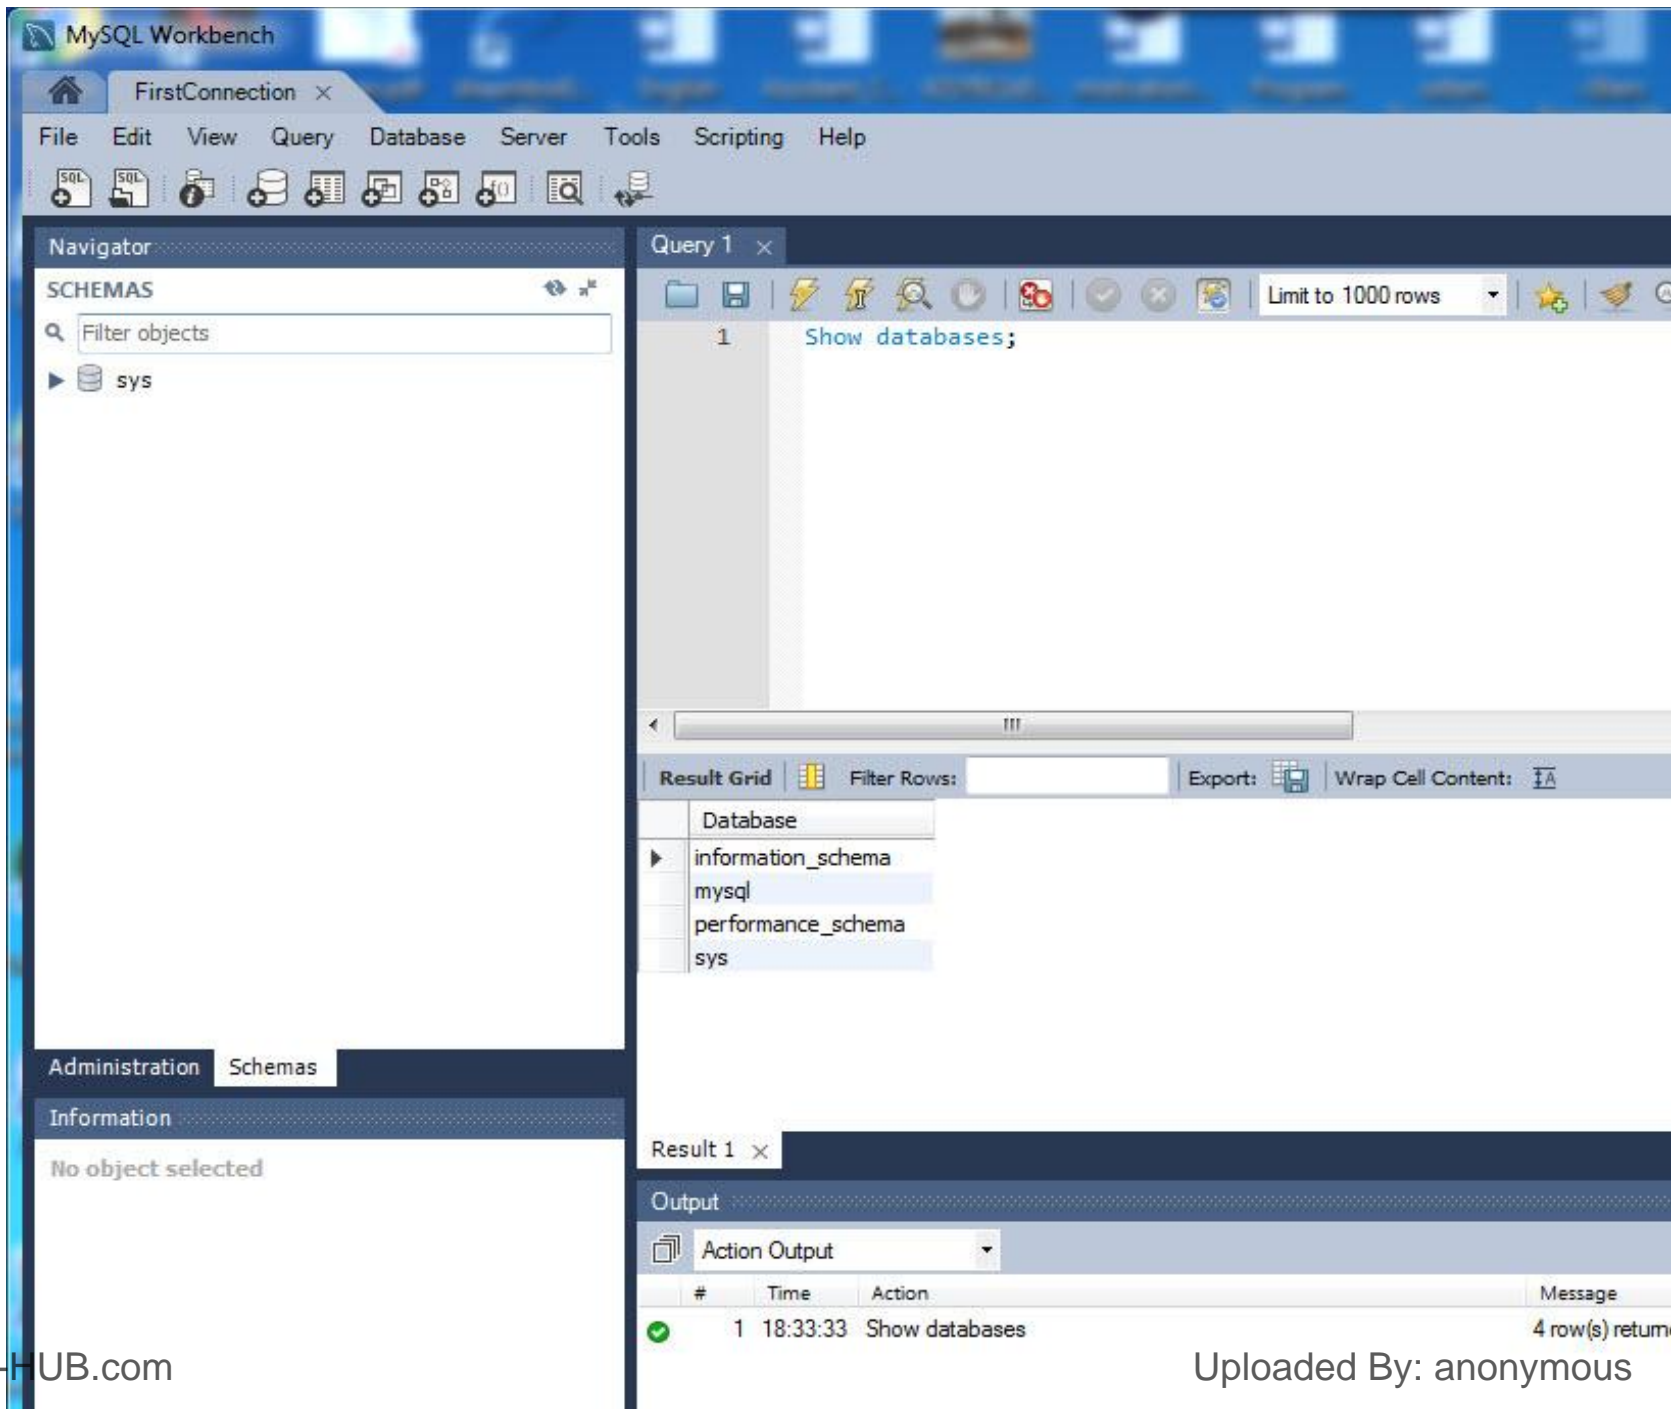 MySQL Workbench
FirstConnection ×
File Edit View Query Database Server Tools Scripting Help
Navigator
SCHEMAS
Filter objects
sys
Administration Schemas
Information
No object selected
Query 1 ×
Limit to 1000 rows
1 Show databases;
Result Grid Filter Rows: Export: Wrap Cell Content:
Database
information_schema
mysql
performance_schema
sys
Result 1 ×
Output
Action Output
# Time Action Message
1 18:33:33 Show databases 4 row(s)
-HUB.com
Uploaded By: anonymous